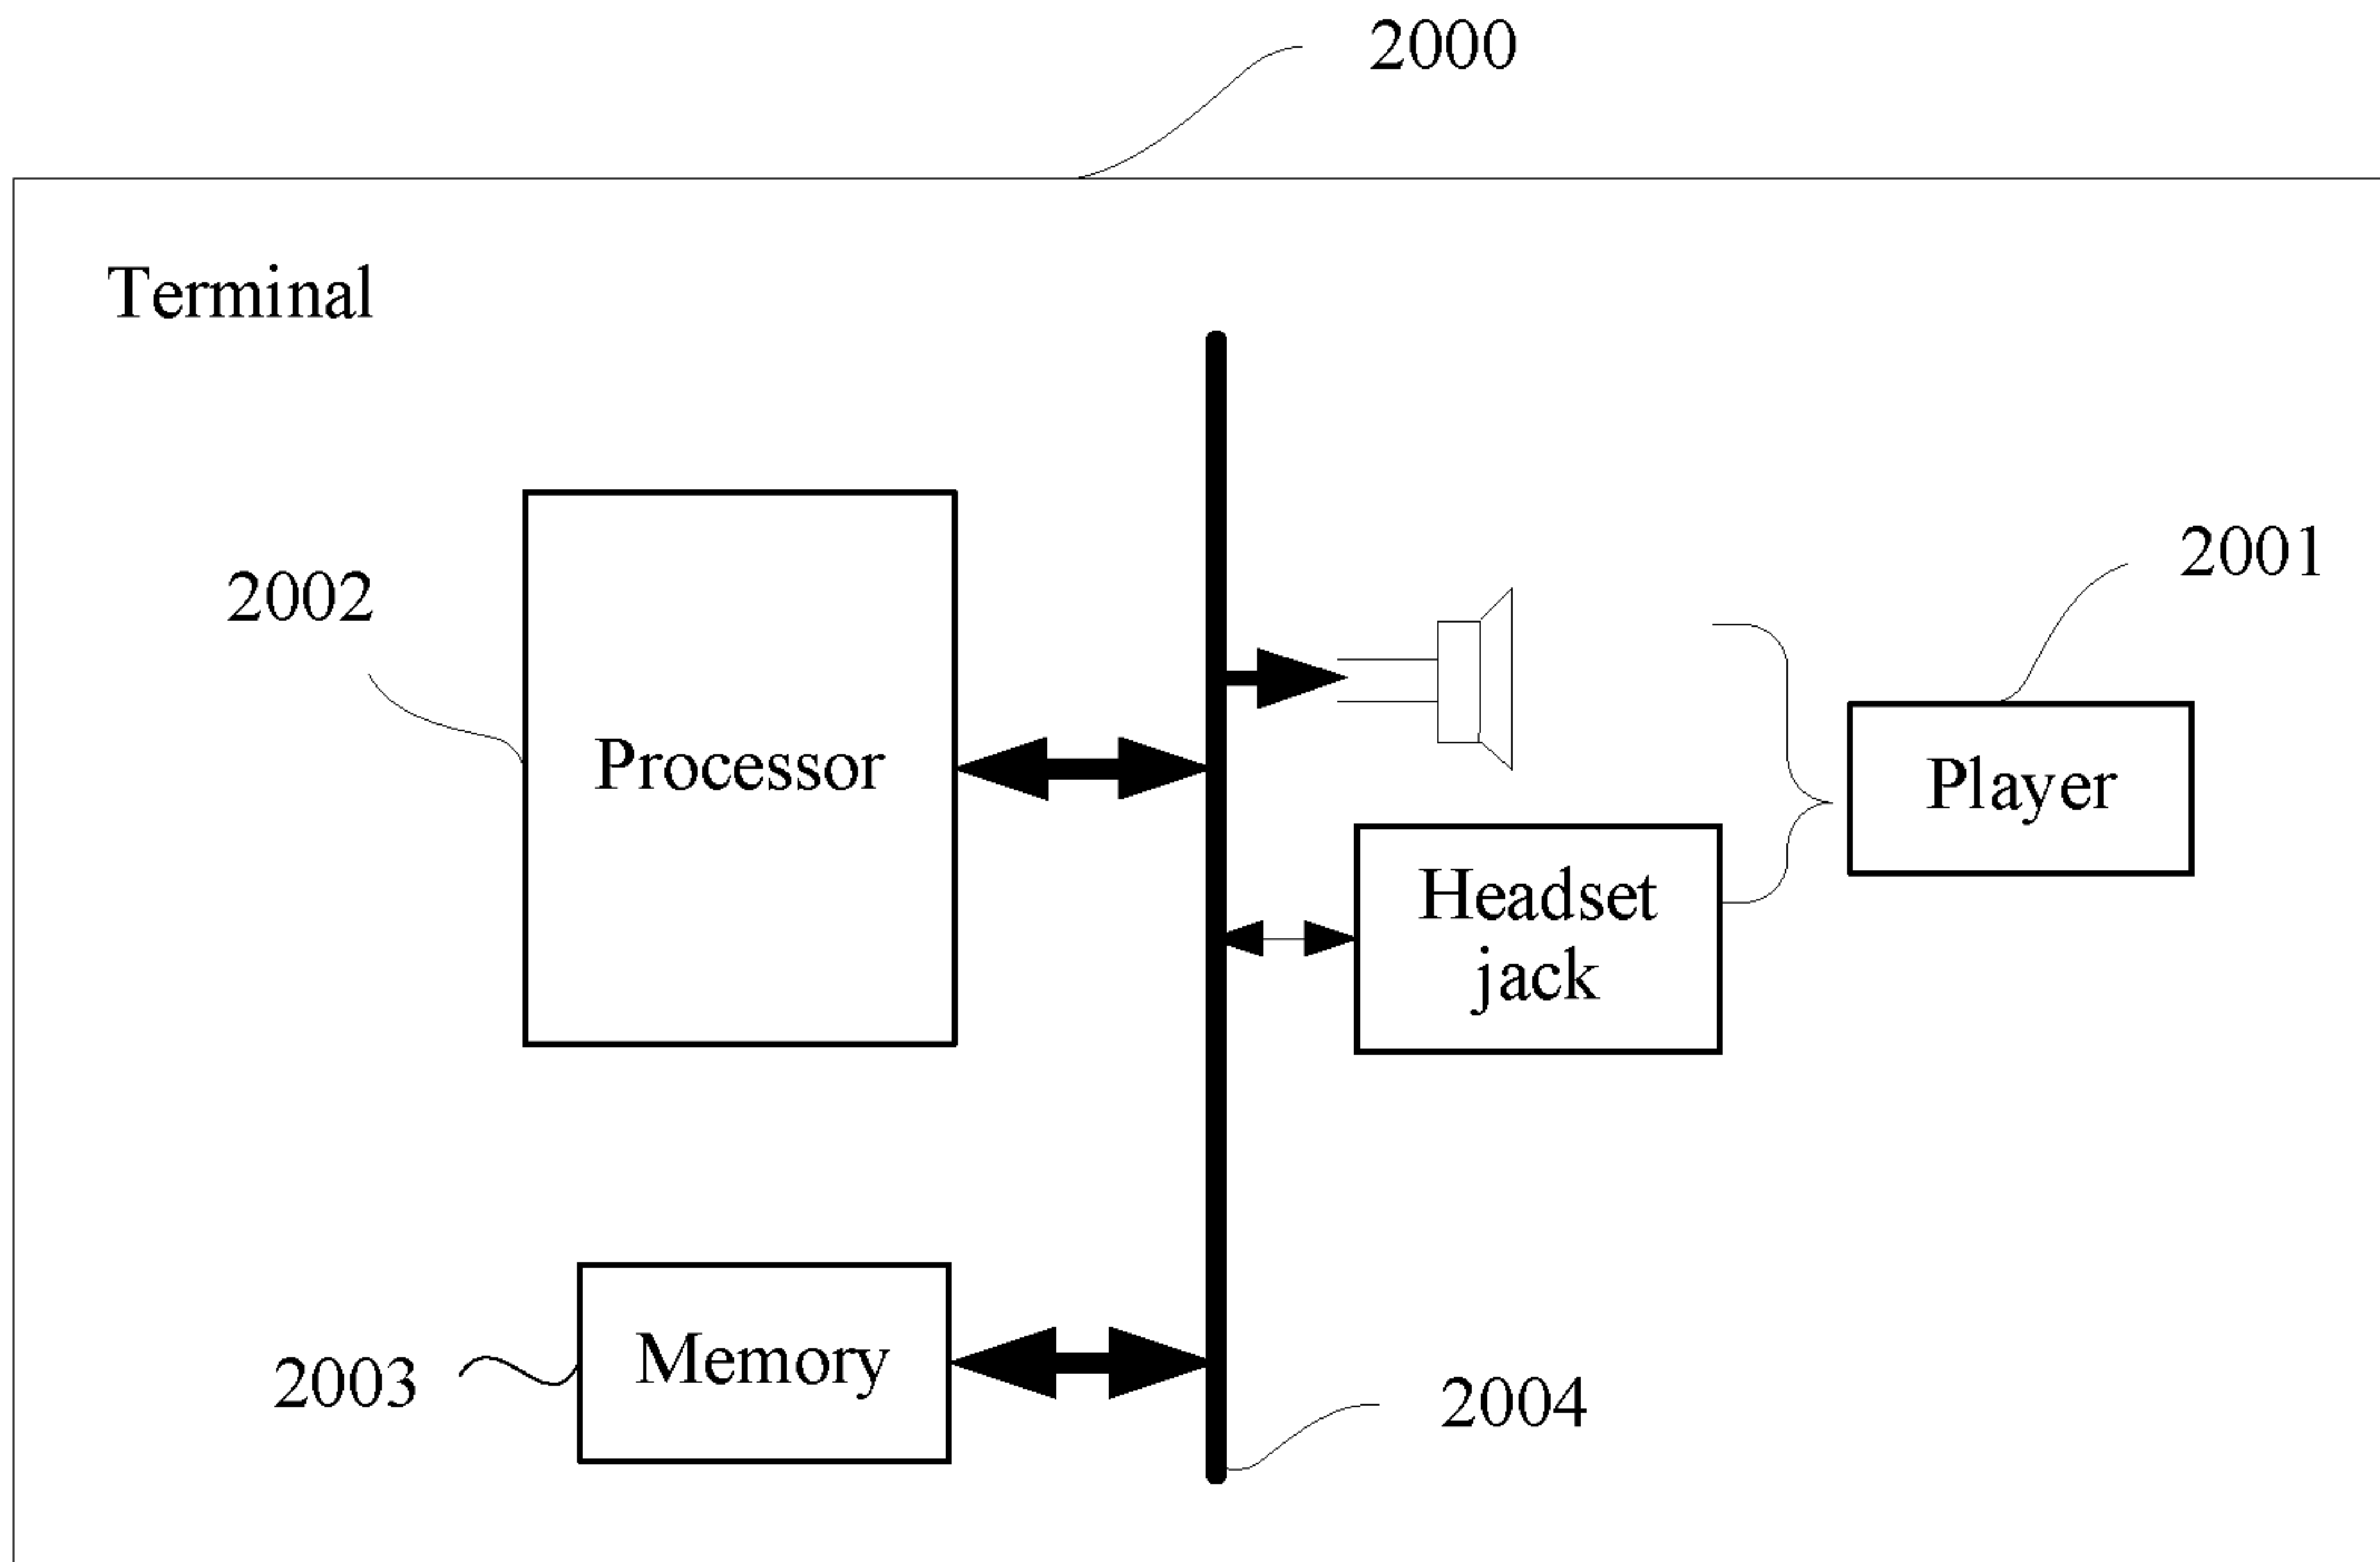 2000
Terminal
2001
2002
Processor
Player
Headset
jack
Memory
2003
2004